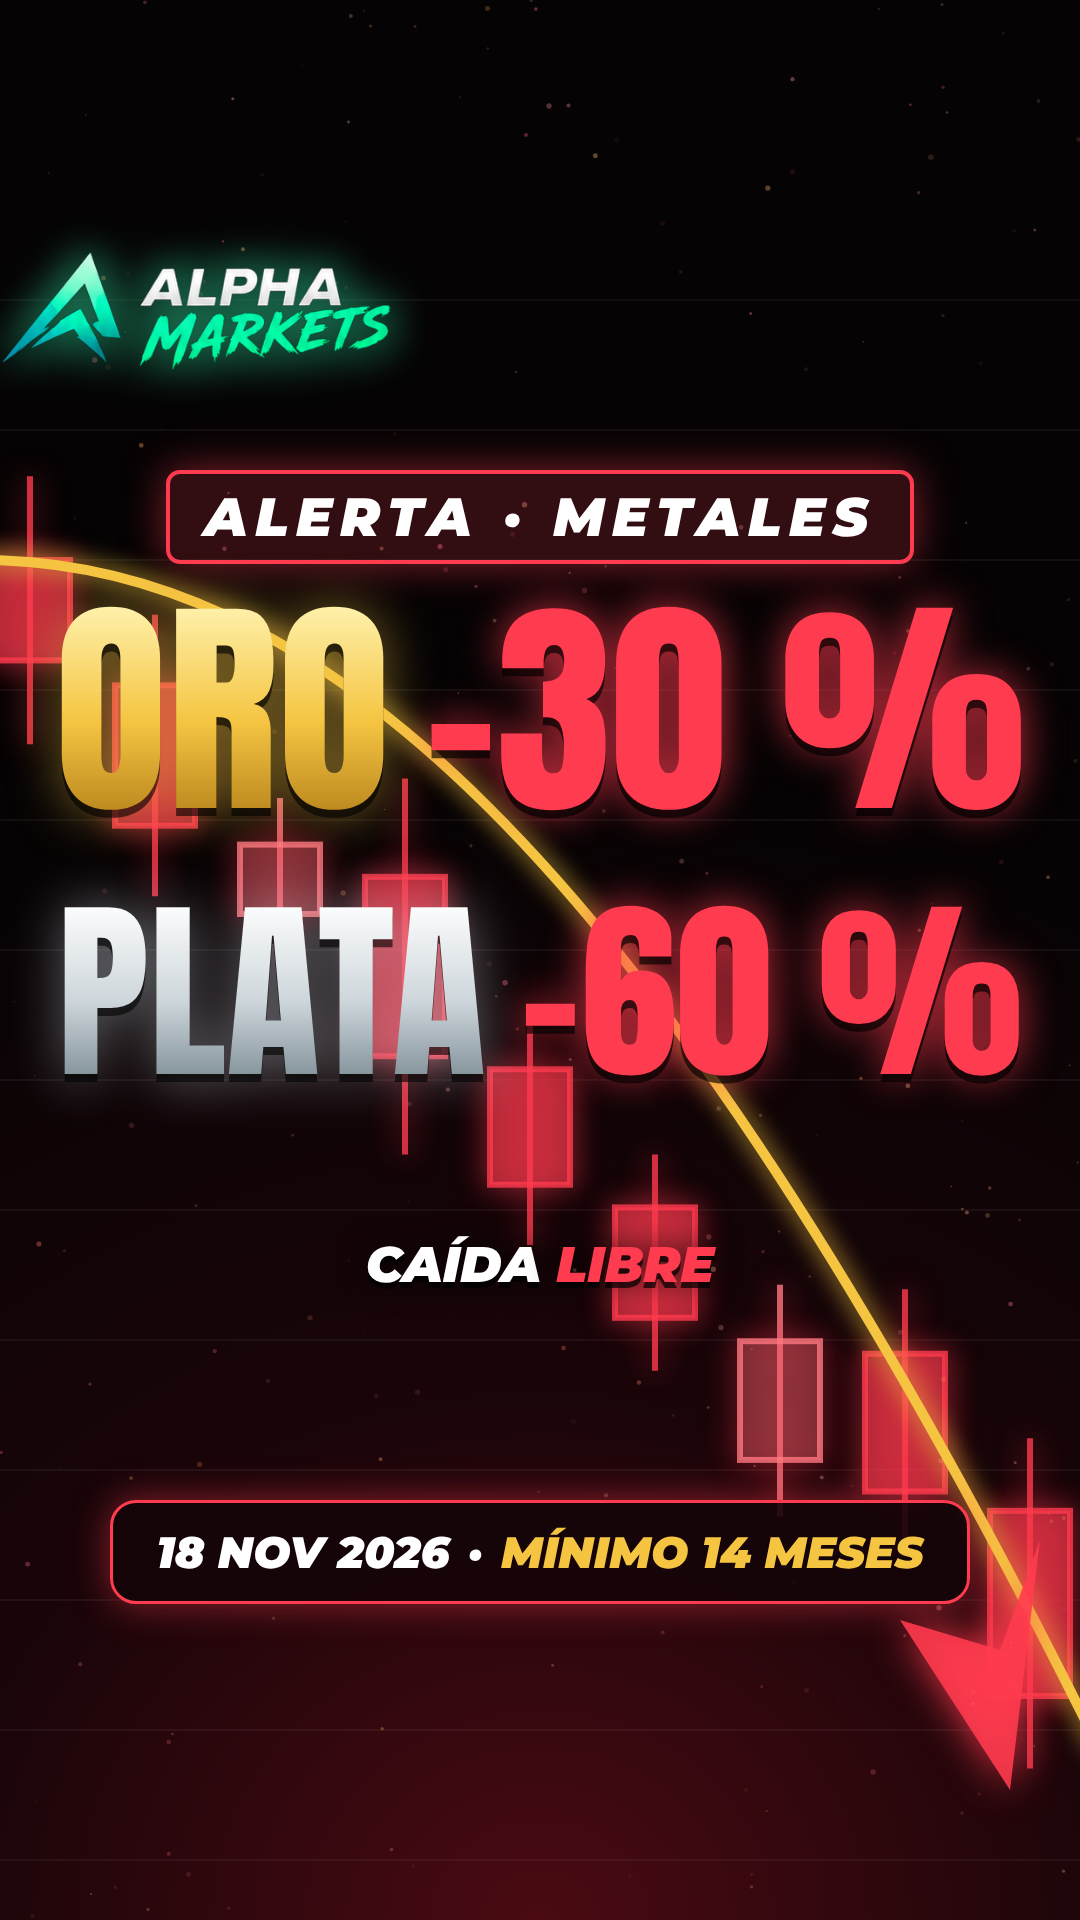 ALPHA
MARKETS
ALERTA • METALES
ORO -30 %
PLATA -60 %
CAÍDA LIBRE
18 NOV 2026 • MÍNIMO 14 MESES